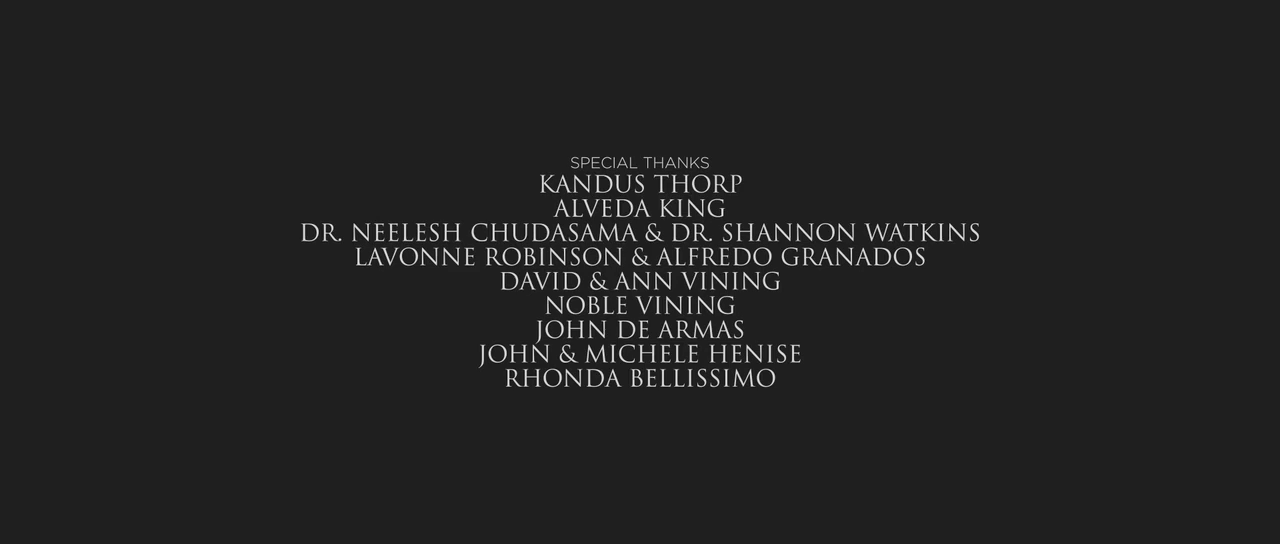 SPECIAL THANKS
KANDUS THORP
ALVEDA KING
DR. NEELESH CHUDASAMA & DR. SHANNON WATKINS
LAVONNE ROBINSON & ALFREDO GRANADOS
DAVID & ANN VINING
NOBLE VINING
JOHN DE ARMAS
JOHN & MICHELE HENISE
RHONDA BELLISSIMO